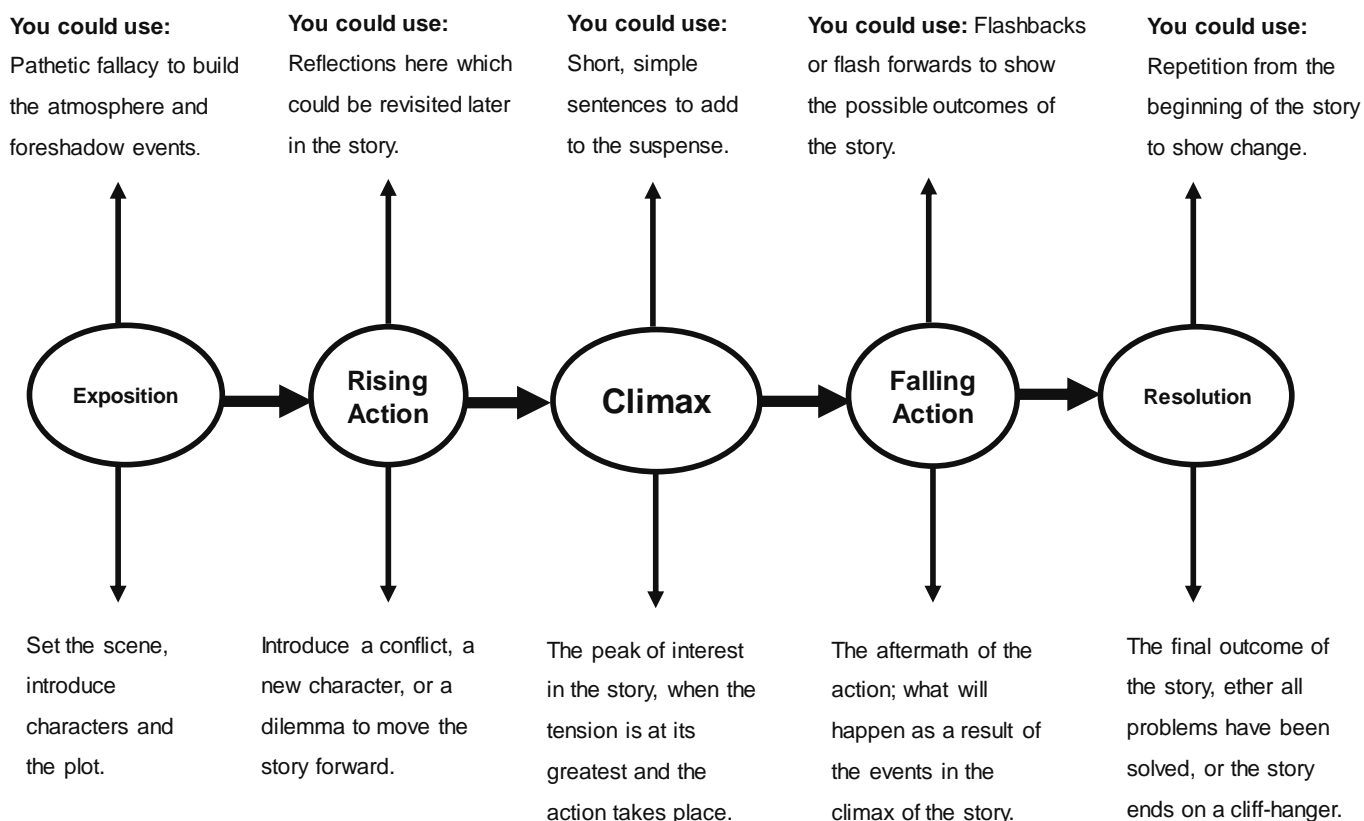 You could use:
Pathetic fallacy to build
the atmosphere and
foreshadow events.
You could use:
Reflections here which
could be revisited later
in the story.
You could use:
Short, simple
sentences to add
to the suspense.
You could use: Flashbacks
or flash forwards to show
the possible outcomes of
the story.
You could use:
Repetition from the
beginning of the story
to show change.
Exposition
Rising
Action
Climax
Falling
Action
Resolution
Set the scene,
introduce
characters and
the plot.
Introduce a conflict, a
new character, or a
dilemma to move the
story forward.
The peak of interest
in the story, when the
tension is at its
greatest and the
action takes place.
The aftermath of the
action; what will
happen as a result of
the events in the
climax of the story.
The final outcome of
the story, ether all
problems have been
solved, or the story
ends on a cliff-hanger.